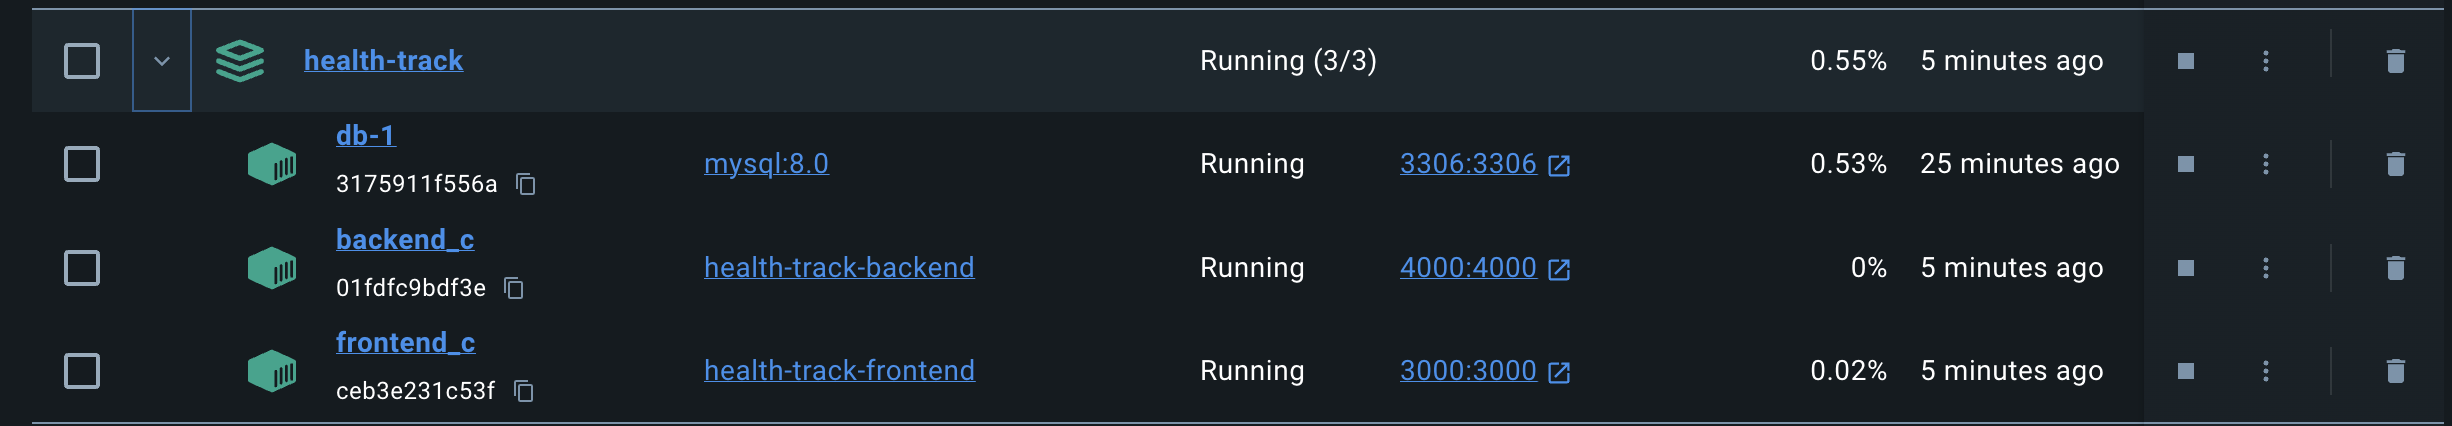 health-track Running (3/3) 0.55% 5 minutes ago
db-1
3175911f556a
mysql:8.0 Running 3306:3306 0.53% 25 minutes ago
backend_c
01fdfc9bdf3e
health-track-backend Running 4000:4000 0% 5 minutes ago
frontend_c
ceb3e231c53f
health-track-frontend Running 3000:3000 0.02% 5 minutes ago